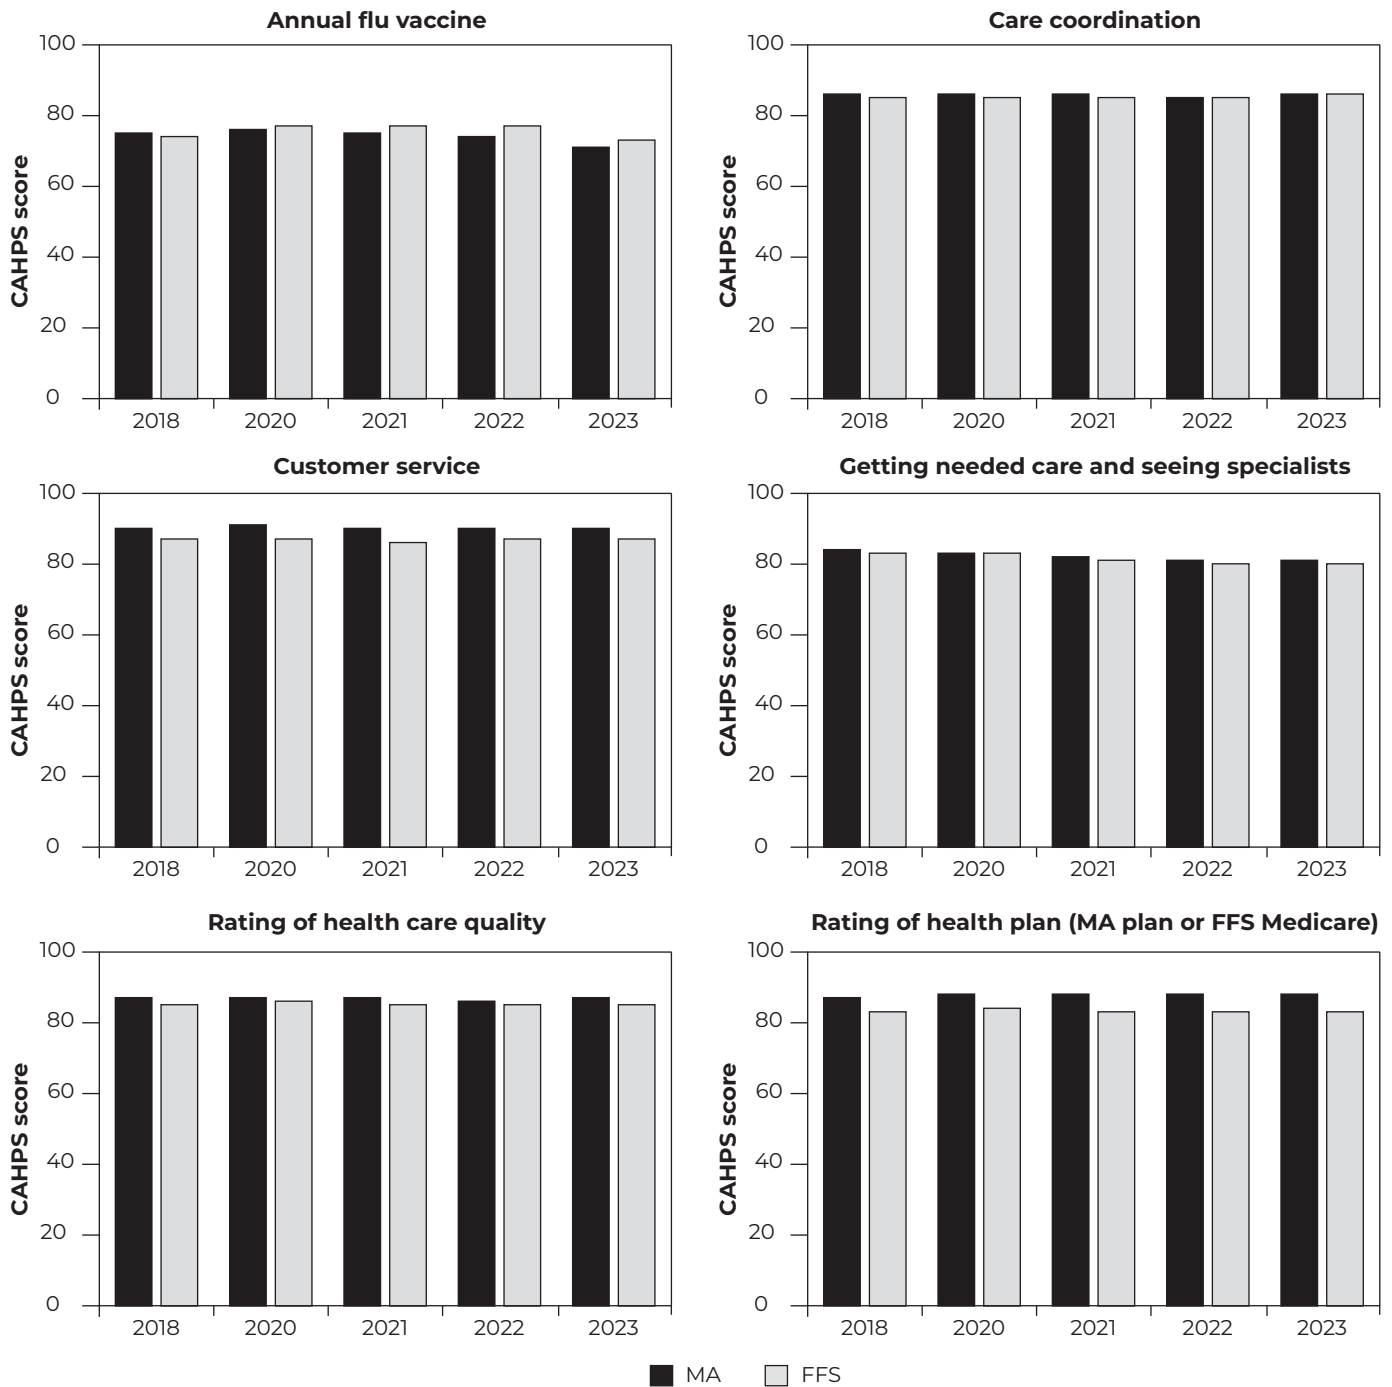 Annual flu vaccine
CAHPS score
100
80
60
40
20
0
2018 2020 2021 2022 2023
Care coordination
CAHPS score
100
80
60
40
20
0
2018 2020 2021 2022 2023
Customer service
CAHPS score
100
80
60
40
20
0
2018 2020 2021 2022 2023
Getting needed care and seeing specialists
CAHPS score
100
80
60
40
20
0
2018 2020 2021 2022 2023
Rating of health care quality
CAHPS score
100
80
60
40
20
0
2018 2020 2021 2022 2023
Rating of health plan (MA plan or FFS Medicare)
CAHPS score
100
80
60
40
20
0
2018 2020 2021 2022 2023
MA FFS